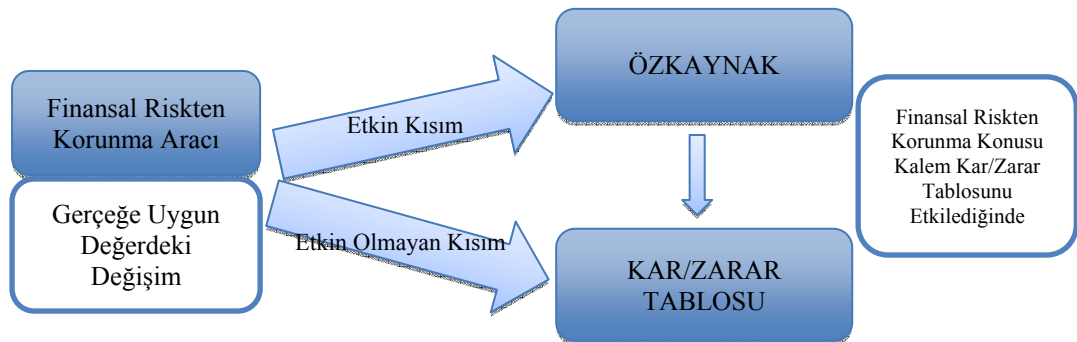 Finansal Riskten
Korunma Aracı
Gerçeğe Uygun
Değerdeki
Değişim
Etkin Kısım
Etkin Olmayan Kısım
ÖZKAYNAK
KAR/ZARAR
TABLOSU
Finansal Riskten
Korunma Konusu
Kalem Kar/Zarar
Tablosunu
Etkilediğinde